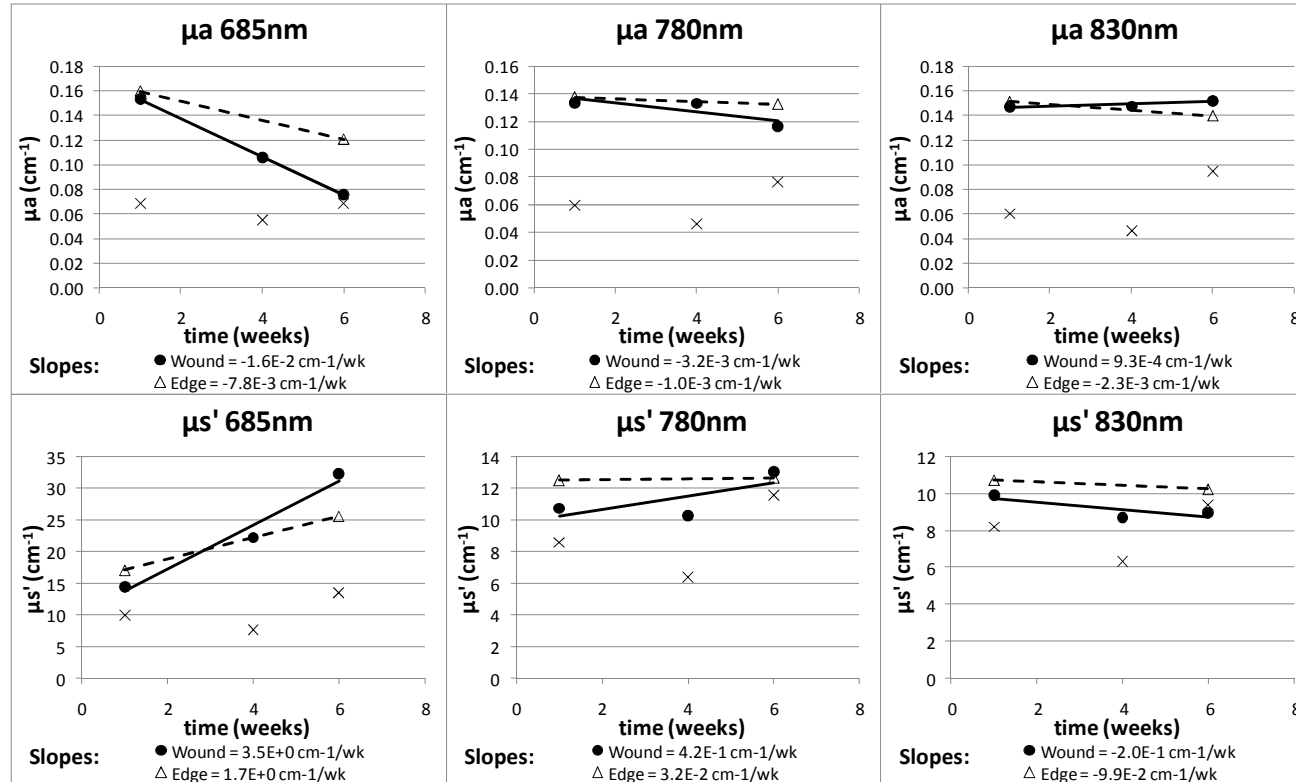 μa 685nm
0.18
0.16
0.14
0.12
0.10
0.08
0.06
0.04
0.02
0.00
μa (cm-1)
0 2 4 6 8
time (weeks)
Slopes:
Wound = -1.6E-2 cm-1/wk
Edge = -7.8E-3 cm-1/wk
μa 780nm
0.18
0.16
0.14
0.12
0.10
0.08
0.06
0.04
0.02
0.00
μa (cm-1)
0 2 4 6 8
time (weeks)
Slopes:
Wound = -3.2E-3 cm-1/wk
Edge = -1.0E-3 cm-1/wk
μa 830nm
0.18
0.16
0.14
0.12
0.10
0.08
0.06
0.04
0.02
0.00
μa (cm-1)
0 2 4 6 8
time (weeks)
Slopes:
Wound = 9.3E-4 cm-1/wk
Edge = -2.3E-3 cm-1/wk
μs' 685nm
35
30
25
20
15
10
5
0
μs' (cm-1)
0 2 4 6 8
time (weeks)
Slopes:
Wound = 3.5E+0 cm-1/wk
Edge = 1.7E+0 cm-1/wk
μs' 780nm
14
12
10
8
6
4
2
0
μs' (cm-1)
0 2 4 6 8
time (weeks)
Slopes:
Wound = 4.2E-1 cm-1/wk
Edge = 3.2E-2 cm-1/wk
μs' 830nm
12
10
8
6
4
2
0
μs' (cm-1)
0 2 4 6 8
time (weeks)
Slopes:
Wound = -2.0E-1 cm-1/wk
Edge = -9.9E-2 cm-1/wk